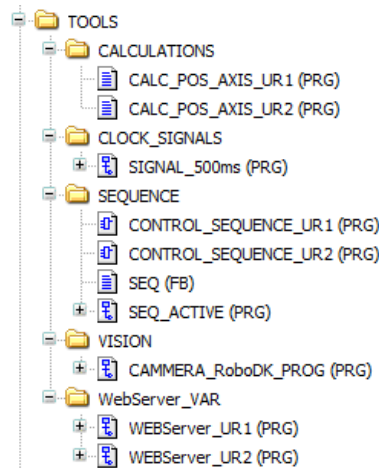 TOOLS
CALCULATIONS
CALC_POS_AXIS_UR1 (PRG)
CALC_POS_AXIS_UR2 (PRG)
CLOCK_SIGNALS
SIGNAL_500ms (PRG)
SEQUENCE
CONTROL_SEQUENCE_UR1 (PRG)
CONTROL_SEQUENCE_UR2 (PRG)
SEQ (FB)
SEQ_ACTIVE (PRG)
VISION
CAMMERA_RoboDK_PROG (PRG)
WebServer_VAR
WEBServer_UR1 (PRG)
WEBServer_UR2 (PRG)